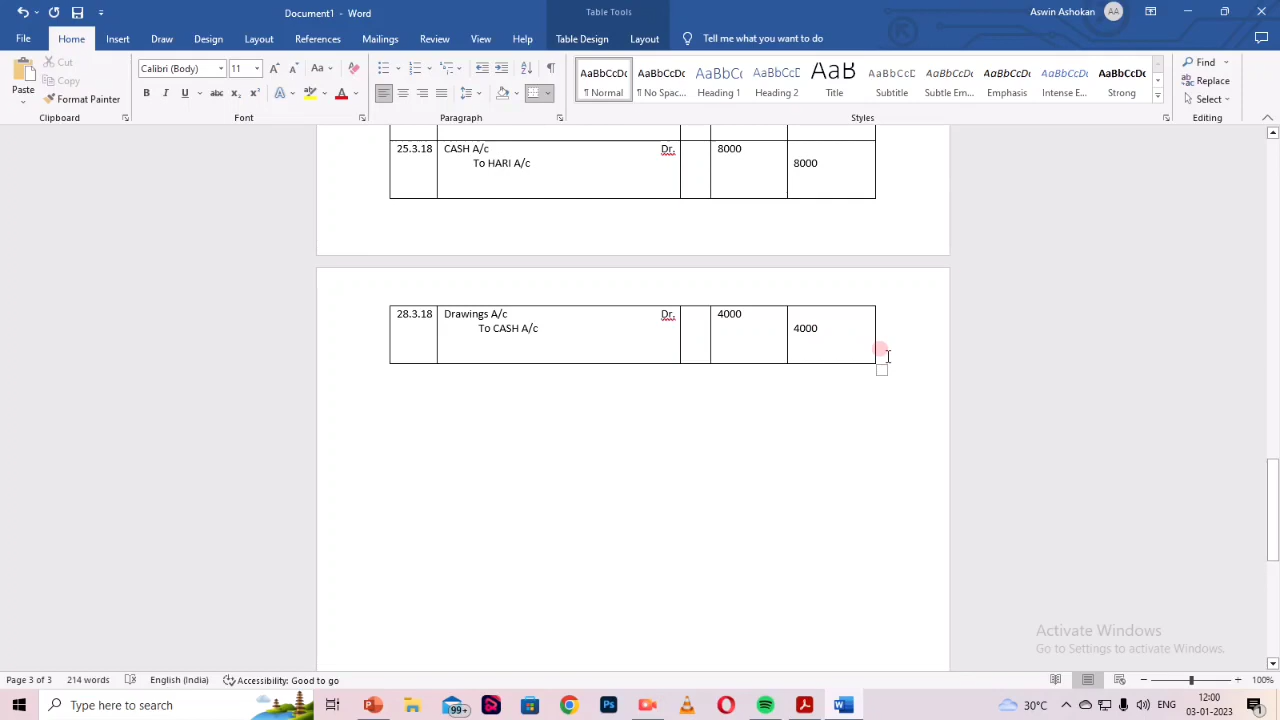 Document1 - Word
Table Tools
Aswin Ashokan
AA
File
Home
Insert
Draw
Design
Layout
References
Mailings
Review
View
Help
Table Design
Layout
Tell me what you want to do
Paste
Cut
Copy
Format Painter
Clipboard
Calibri (Body)
11
Font
Paragraph
AaBbCcDc
¶ Normal
AaBbCcDc
¶ No Spac...
AaBbCc
Heading 1
AaBbCcD
Heading 2
AaB
Title
AaBbCcD
Subtitle
AaBbCcDc
Subtle Em...
AaBbCcDc
Emphasis
AaBbCcDc
Intense E...
AaBbCcDc
Strong
Styles
Find
Replace
Select
Editing
25.3.18 CASH A/c Dr. 8000
To HARI A/c 8000
28.3.18 Drawings A/c Dr. 4000
To CASH A/c 4000
Activate Windows
Go to Settings to activate Windows.
Page 3 of 3 214 words English (India) Accessibility: Good to go 100%
Type here to search
99+
Ps
30°C
ENG
12:00
03-01-2023
1